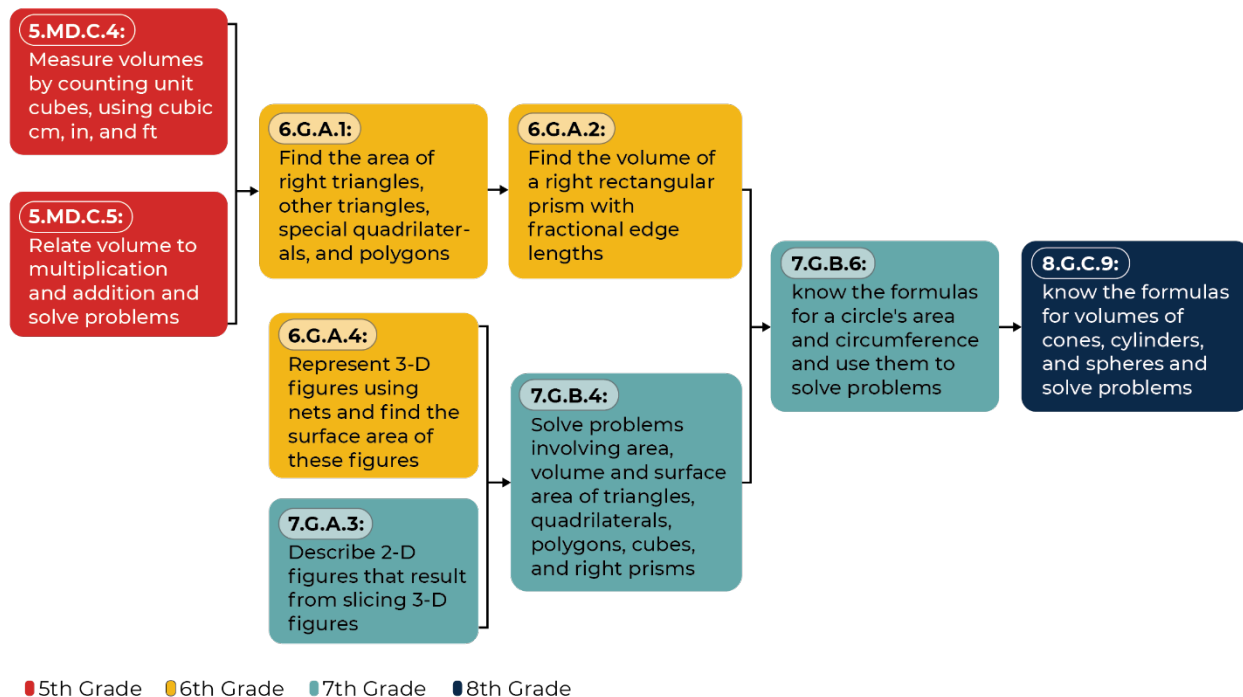 5.MD.C.4:
Measure volumes
by counting unit
cubes, using cubic
cm, in, and ft
5.MD.C.5:
Relate volume to
multiplication
and addition and
solve problems
6.G.A.1:
Find the area of
right triangles,
other triangles,
special quadrilater-
als, and polygons
6.G.A.2:
Find the volume of
a right rectangular
prism with
fractional edge
lengths
6.G.A.4:
Represent 3-D
figures using
nets and find the
surface area of
these figures
7.G.A.3:
Describe 2-D
figures that result
from slicing 3-D
figures
7.G.B.4:
Solve problems
involving area,
volume and surface
area of triangles,
quadrilaterals,
polygons, cubes,
and right prisms
7.G.B.6:
know the formulas
for a circle's area
and circumference
and use them to
solve problems
8.G.C.9:
know the formulas
for volumes of
cones, cylinders,
and spheres and
solve problems
5th Grade 6th Grade 7th Grade 8th Grade